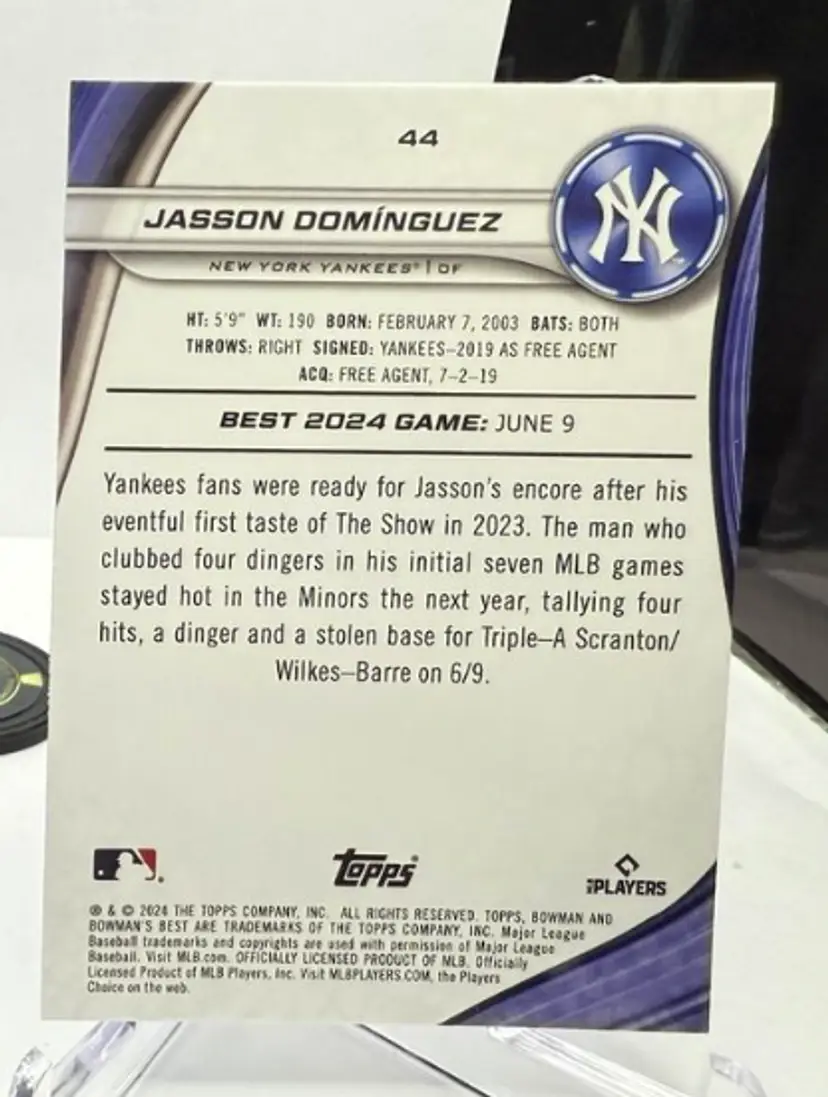 44
JASSON DOMÍNGUEZ
NEW YORK YANKEES® | OF
NY
HT: 5'9" WT: 190 BORN: FEBRUARY 7, 2003 BATS: BOTH
THROWS: RIGHT SIGNED: YANKEES–2019 AS FREE AGENT
ACQ: FREE AGENT, 7–2–19
BEST 2024 GAME: JUNE 9
Yankees fans were ready for Jasson's encore after his
eventful first taste of The Show in 2023. The man who
clubbed four dingers in his initial seven MLB games
stayed hot in the Minors the next year, tallying four
hits, a dinger and a stolen base for Triple–A Scranton/
Wilkes–Barre on 6/9.
topps®
MLBPLAYERS
® & © 2024 THE TOPPS COMPANY, INC. ALL RIGHTS RESERVED. TOPPS, BOWMAN AND
BOWMAN'S BEST ARE TRADEMARKS OF THE TOPPS COMPANY, INC. Major League
Baseball trademarks and copyrights are used with permission of Major League
Baseball. Visit MLB.com. OFFICIALLY LICENSED PRODUCT OF MLB. Officially
Licensed Product of MLB Players, Inc. Visit MLBPLAYERS.COM, the Players
Choice on the web.